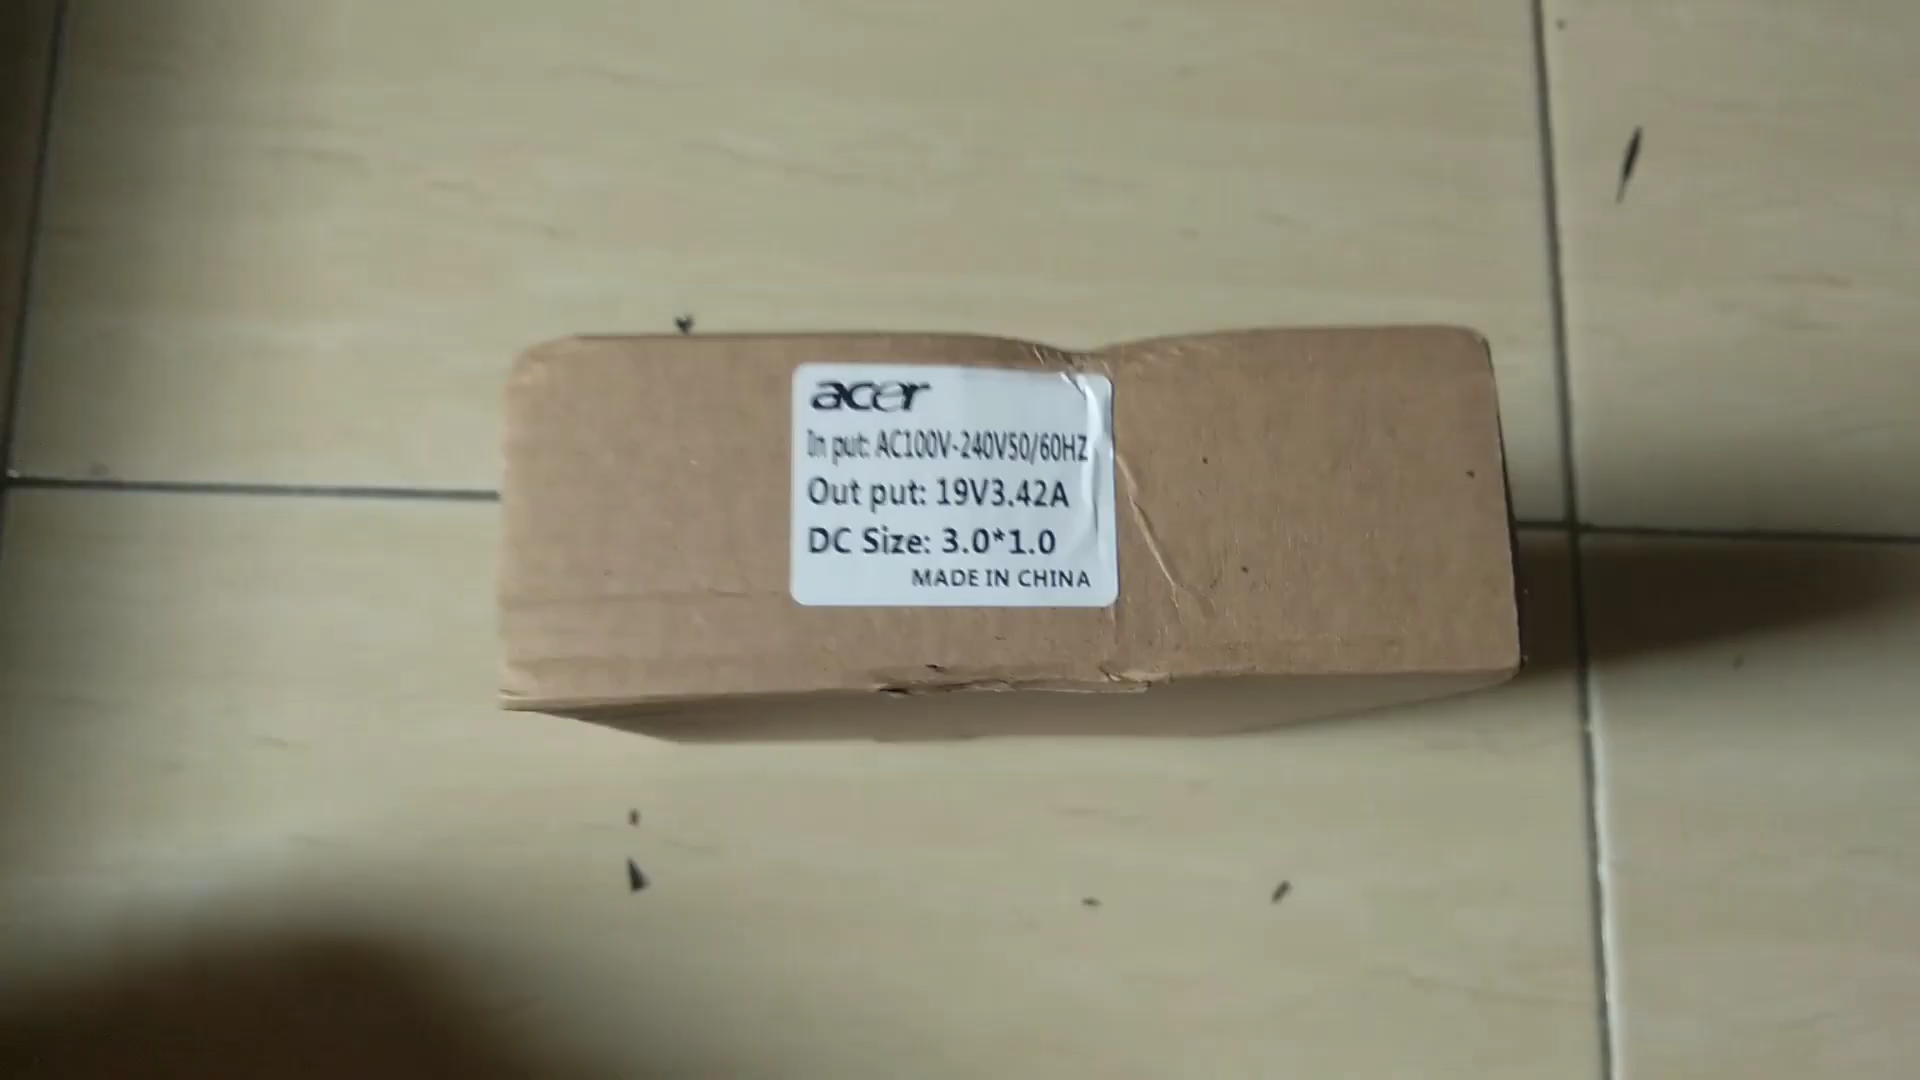 acer
In put: AC100V-240V50/60HZ
Out put: 19V3.42A
DC Size: 3.0*1.0
MADE IN CHINA